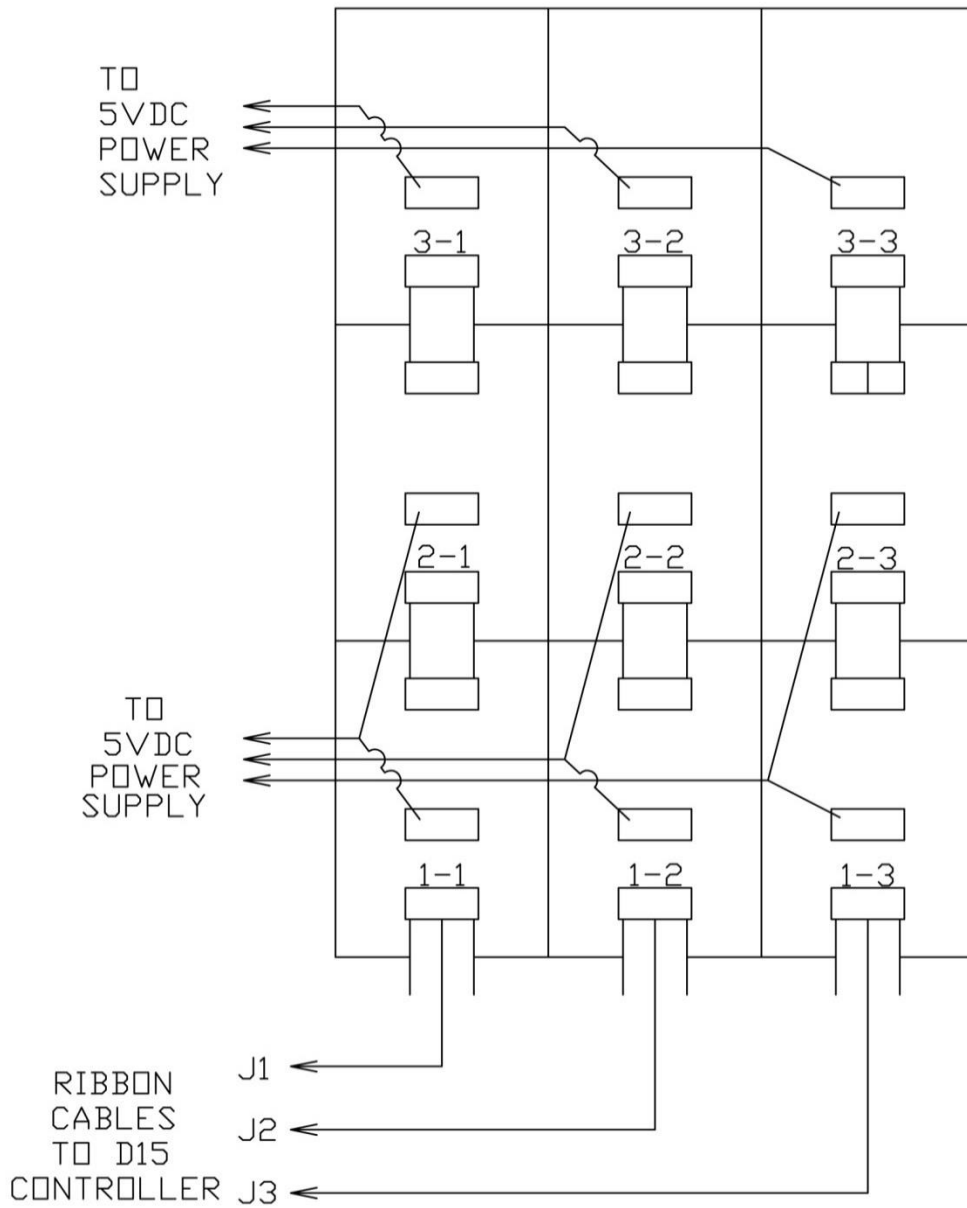 TO
5VDC
POWER
SUPPLY
3-1
3-2
3-3
2-1
2-2
2-3
TO
5VDC
POWER
SUPPLY
1-1
1-2
1-3
RIBBON
CABLES
TO D15
CONTROLLER
J1
J2
J3